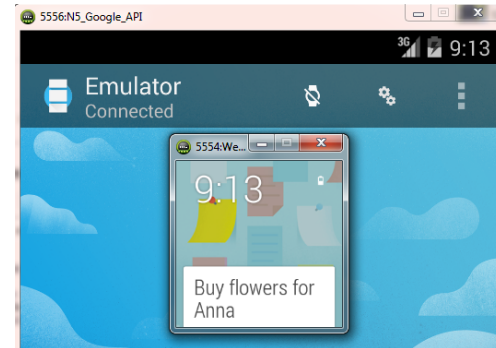 5556:N5_Google_API
3G 9:13
Emulator
Connected
5554:We...
9:13
Buy flowers for
Anna